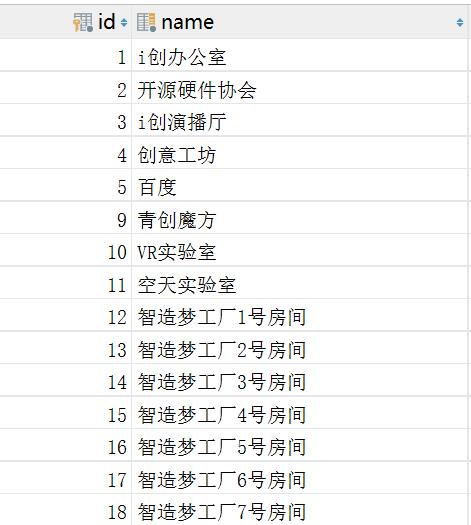 id name
1 i创办公室
2 开源硬件协会
3 i创演播厅
4 创意工坊
5 百度
9 青创魔方
10 VR实验室
11 空天实验室
12 智造梦工厂1号房间
13 智造梦工厂2号房间
14 智造梦工厂3号房间
15 智造梦工厂4号房间
16 智造梦工厂5号房间
17 智造梦工厂6号房间
18 智造梦工厂7号房间